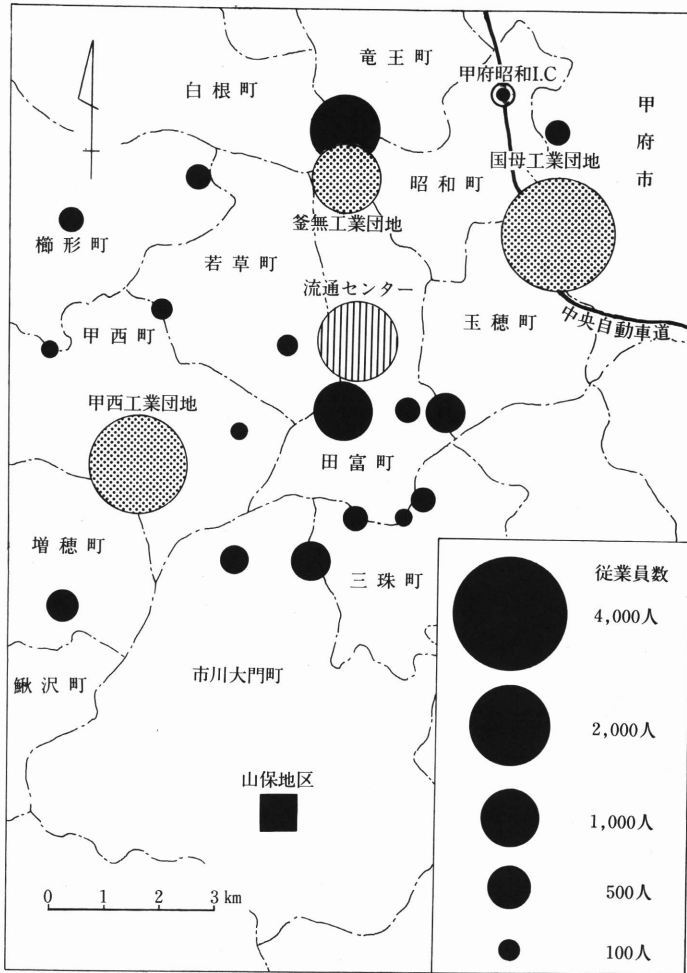 竜王町
白根町
甲府昭和I.C
甲府市
国母工業団地
昭和町
釜無工業団地
櫛形町
若草町
流通センター
玉穂町
中央自動車道
甲西町
甲西工業団地
田富町
増穂町
三珠町
鰍沢町
市川大門町
山保地区
0 1 2 3 km
従業員数
4,000人
2,000人
1,000人
500人
100人